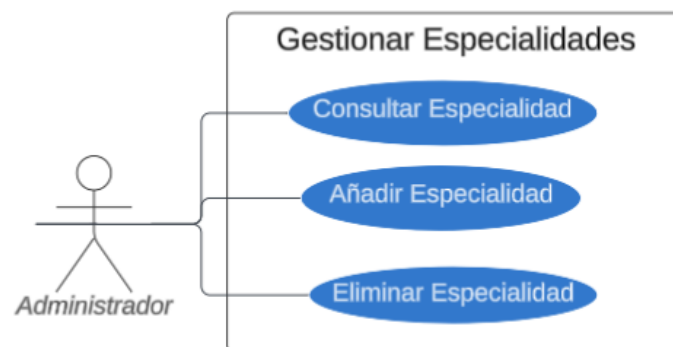 Gestionar Especialidades
Consultar Especialidad
Añadir Especialidad
Eliminar Especialidad
Administrador